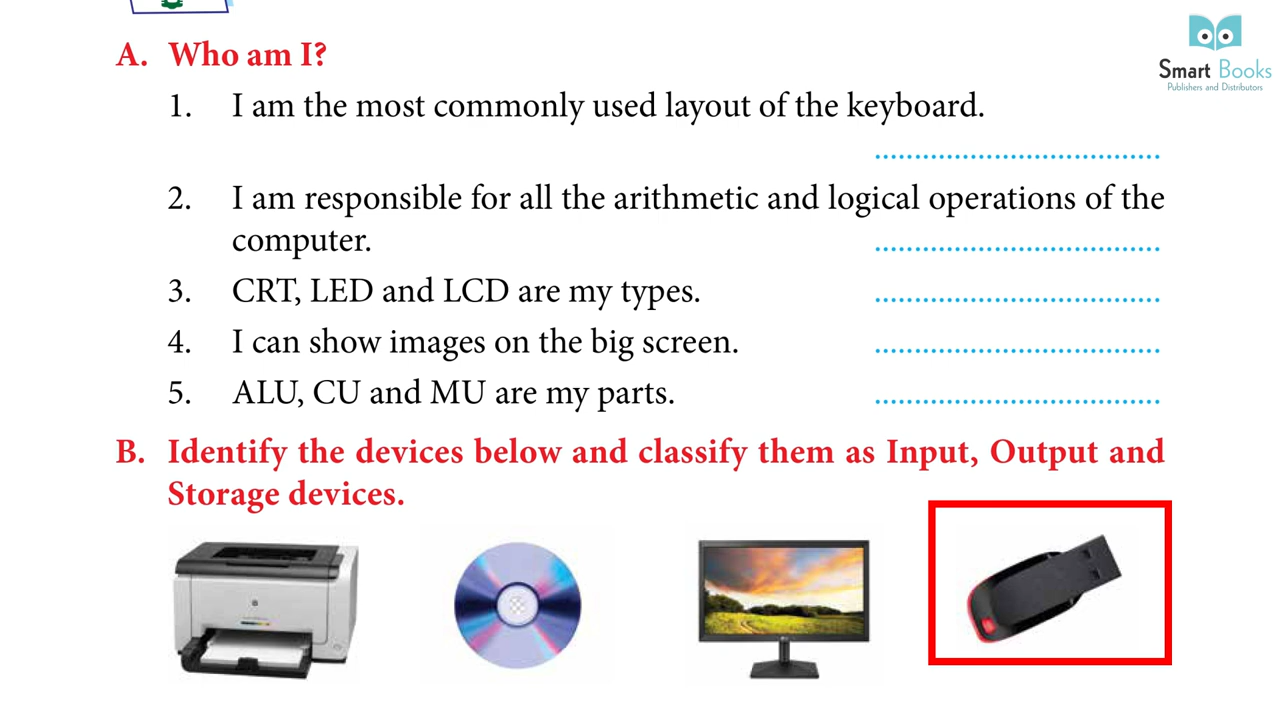 Smart Books
Publishers and Distributors
A. Who am I?
1. I am the most commonly used layout of the keyboard.
....................................
2. I am responsible for all the arithmetic and logical operations of the
computer. ....................................
3. CRT, LED and LCD are my types. ....................................
4. I can show images on the big screen. ....................................
5. ALU, CU and MU are my parts. ....................................
B. Identify the devices below and classify them as Input, Output and
Storage devices.